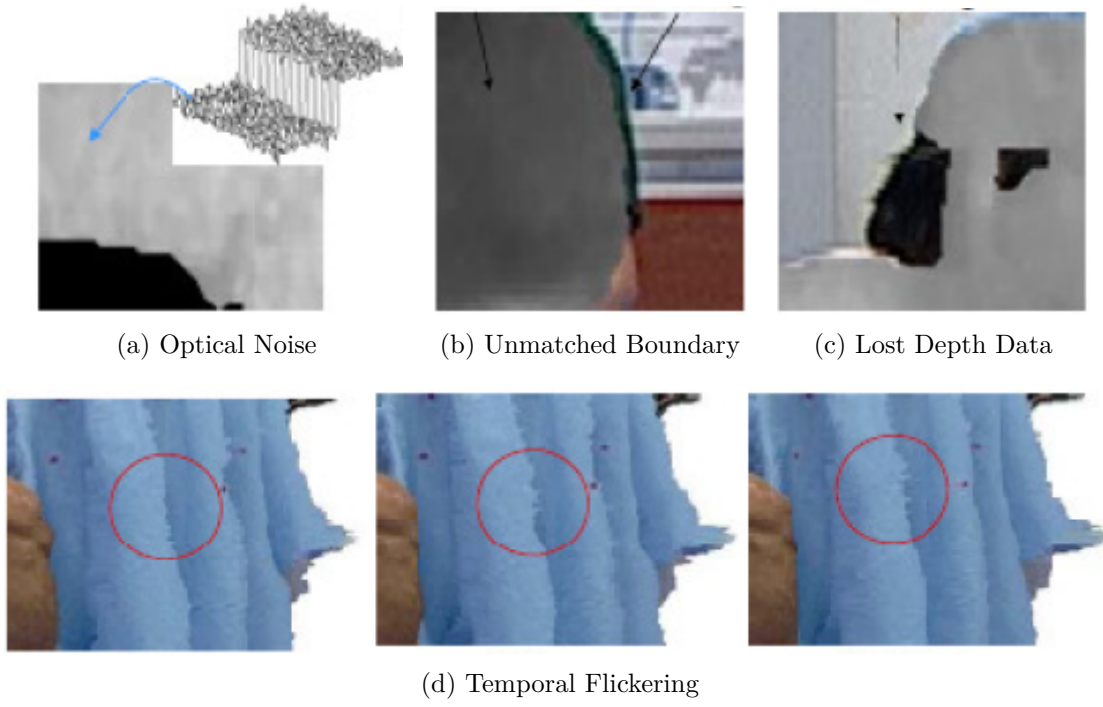 (a) Optical Noise
(b) Unmatched Boundary
(c) Lost Depth Data
(d) Temporal Flickering